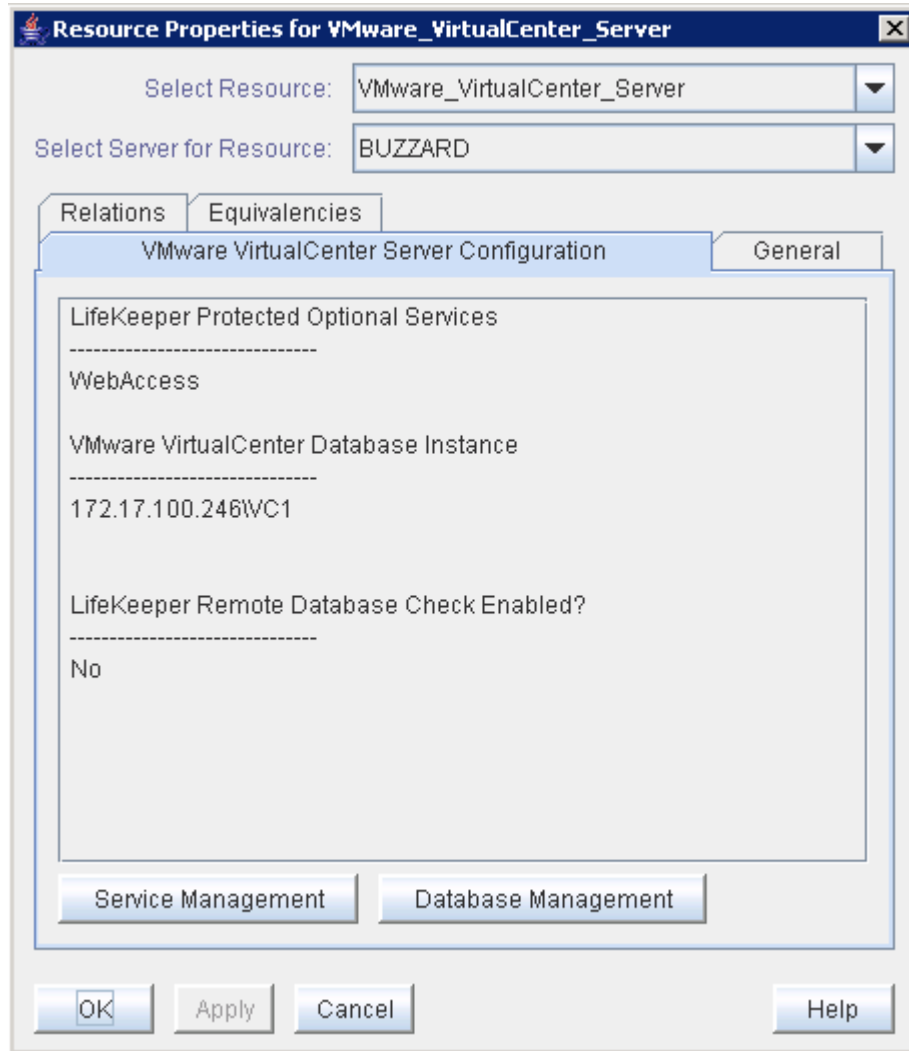 Resource Properties for VMware_VirtualCenter_Server
Select Resource: VMware_VirtualCenter_Server
Select Server for Resource: BUZZARD
Relations Equivalencies
VMware VirtualCenter Server Configuration General
LifeKeeper Protected Optional Services
-------------------------------
WebAccess
VMware VirtualCenter Database Instance
-------------------------------
172.17.100.246\VC1
LifeKeeper Remote Database Check Enabled?
-------------------------------
No
Service Management Database Management
OK Apply Cancel Help